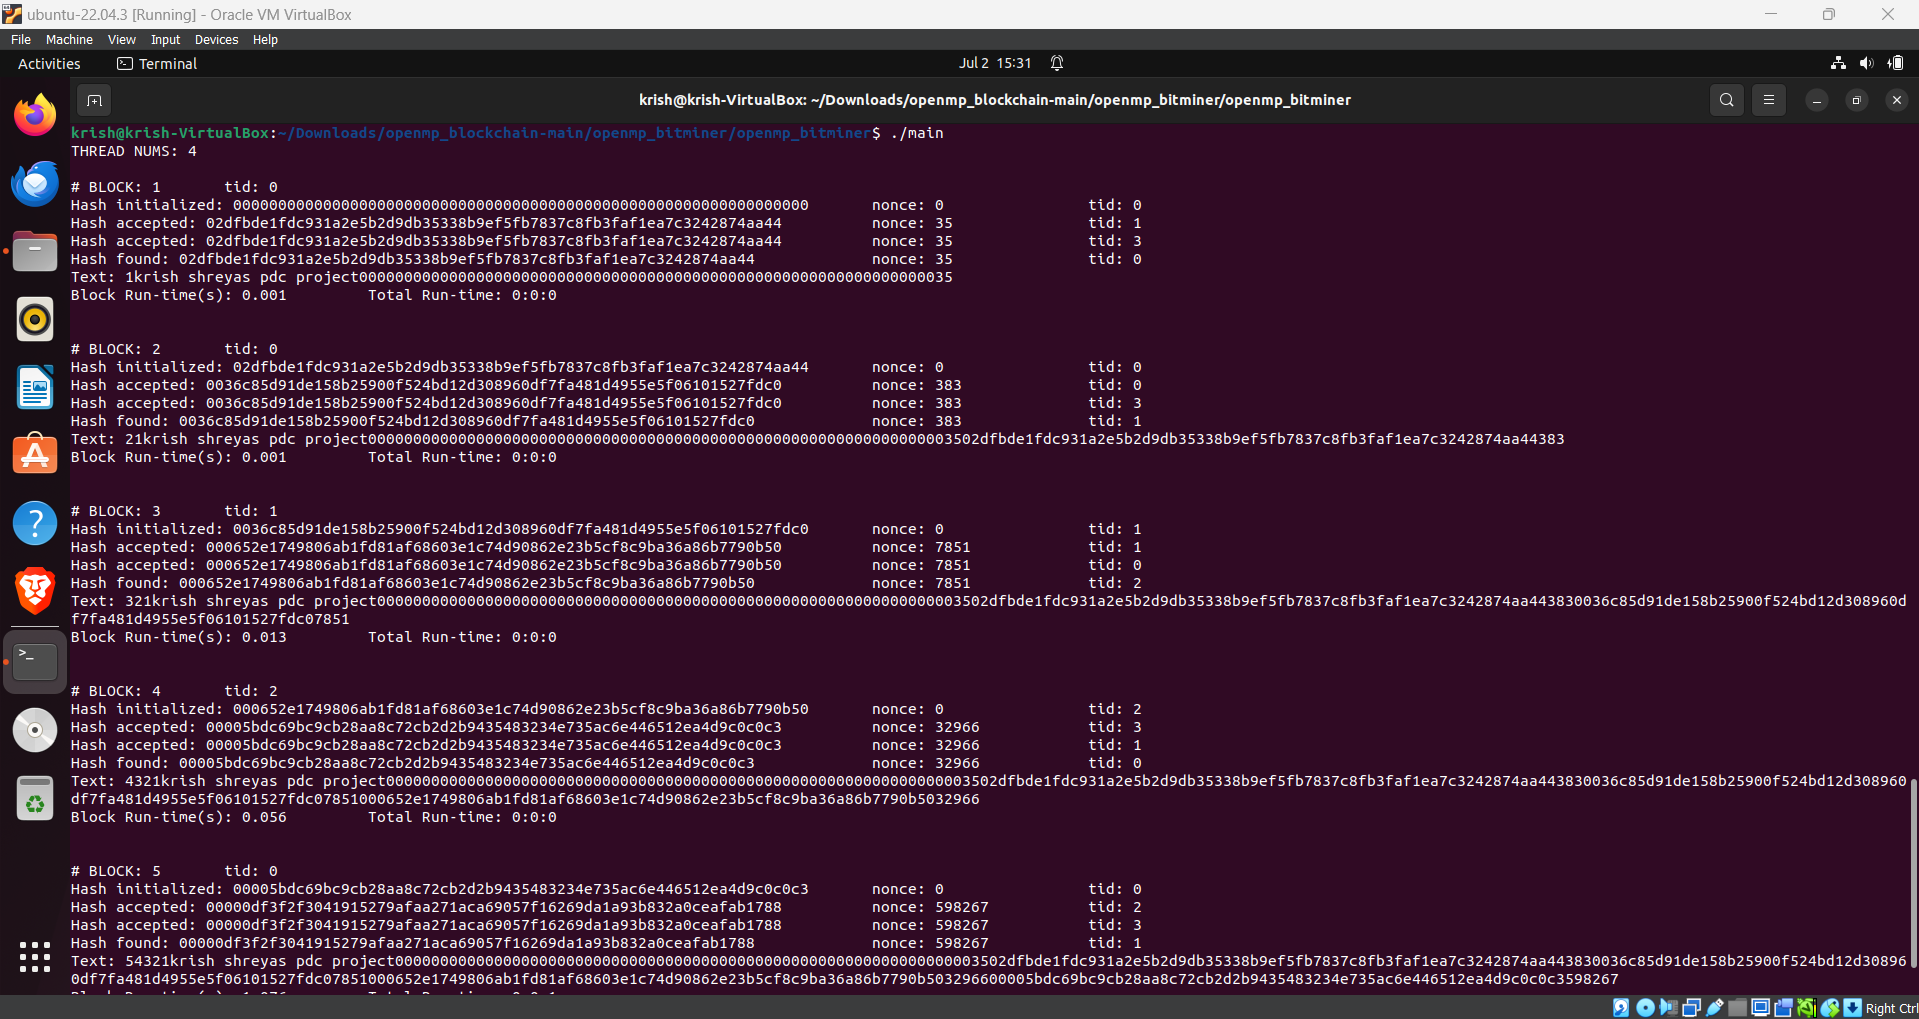 ubuntu-22.04.3 [Running] - Oracle VM VirtualBox
File Machine View Input Devices Help
Activities Terminal Jul 2 15:31
krish@krish-VirtualBox: ~/Downloads/openmp_blockchain-main/openmp_bitminer/openmp_bitminer
krish@krish-VirtualBox:~/Downloads/openmp_blockchain-main/openmp_bitminer/openmp_bitminer$ ./main
THREAD NUMS: 4
# BLOCK: 1 tid: 0
Hash initialized: 0000000000000000000000000000000000000000000000000000000000000000 nonce: 0 tid: 0
Hash accepted: 02dfbde1fdc931a2e5b2d9db35338b9ef5fb7837c8fb3faf1ea7c3242874aa44 nonce: 35 tid: 1
Hash accepted: 02dfbde1fdc931a2e5b2d9db35338b9ef5fb7837c8fb3faf1ea7c3242874aa44 nonce: 35 tid: 3
Hash found: 02dfbde1fdc931a2e5b2d9db35338b9ef5fb7837c8fb3faf1ea7c3242874aa44 nonce: 35 tid: 0
Text: 1krish shreyas pdc project000000000000000000000000000000000000000000000000000000000000000035
Block Run-time(s): 0.001 Total Run-time: 0:0:0
# BLOCK: 2 tid: 0
Hash initialized: 02dfbde1fdc931a2e5b2d9db35338b9ef5fb7837c8fb3faf1ea7c3242874aa44 nonce: 0 tid: 0
Hash accepted: 0036c85d91de158b25900f524bd12d308960df7fa481d4955e5f06101527fdc0 nonce: 383 tid: 0
Hash accepted: 0036c85d91de158b25900f524bd12d308960df7fa481d4955e5f06101527fdc0 nonce: 383 tid: 3
Hash found: 0036c85d91de158b25900f524bd12d308960df7fa481d4955e5f06101527fdc0 nonce: 383 tid: 1
Text: 21krish shreyas pdc project00000000000000000000000000000000000000000000000000000000000000003502dfbde1fdc931a2e5b2d9db35338b9ef5fb7837c8fb3faf1ea7c3242874aa44383
Block Run-time(s): 0.001 Total Run-time: 0:0:0
# BLOCK: 3 tid: 1
Hash initialized: 0036c85d91de158b25900f524bd12d308960df7fa481d4955e5f06101527fdc0 nonce: 0 tid: 1
Hash accepted: 000652e1749806ab1fd81af68603e1c74d90862e23b5cf8c9ba36a86b7790b50 nonce: 7851 tid: 1
Hash accepted: 000652e1749806ab1fd81af68603e1c74d90862e23b5cf8c9ba36a86b7790b50 nonce: 7851 tid: 0
Hash found: 000652e1749806ab1fd81af68603e1c74d90862e23b5cf8c9ba36a86b7790b50 nonce: 7851 tid: 2
Text: 321krish shreyas pdc project00000000000000000000000000000000000000000000000000000000000000003502dfbde1fdc931a2e5b2d9db35338b9ef5fb7837c8fb3faf1ea7c3242874aa443830036c85d91de158b25900f524bd12d308960d
f7fa481d4955e5f06101527fdc07851
Block Run-time(s): 0.013 Total Run-time: 0:0:0
# BLOCK: 4 tid: 2
Hash initialized: 000652e1749806ab1fd81af68603e1c74d90862e23b5cf8c9ba36a86b7790b50 nonce: 0 tid: 2
Hash accepted: 00005bdc69bc9cb28aa8c72cb2d2b9435483234e735ac6e446512ea4d9c0c0c3 nonce: 32966 tid: 3
Hash accepted: 00005bdc69bc9cb28aa8c72cb2d2b9435483234e735ac6e446512ea4d9c0c0c3 nonce: 32966 tid: 1
Hash found: 00005bdc69bc9cb28aa8c72cb2d2b9435483234e735ac6e446512ea4d9c0c0c3 nonce: 32966 tid: 0
Text: 4321krish shreyas pdc project00000000000000000000000000000000000000000000000000000000000000003502dfbde1fdc931a2e5b2d9db35338b9ef5fb7837c8fb3faf1ea7c3242874aa443830036c85d91de158b25900f524bd12d308960
df7fa481d4955e5f06101527fdc07851000652e1749806ab1fd81af68603e1c74d90862e23b5cf8c9ba36a86b7790b5032966
Block Run-time(s): 0.056 Total Run-time: 0:0:0
# BLOCK: 5 tid: 0
Hash initialized: 00005bdc69bc9cb28aa8c72cb2d2b9435483234e735ac6e446512ea4d9c0c0c3 nonce: 0 tid: 0
Hash accepted: 00000df3f2f3041915279afaa271aca69057f16269da1a93b832a0ceafab1788 nonce: 598267 tid: 2
Hash accepted: 00000df3f2f3041915279afaa271aca69057f16269da1a93b832a0ceafab1788 nonce: 598267 tid: 3
Hash found: 00000df3f2f3041915279afaa271aca69057f16269da1a93b832a0ceafab1788 nonce: 598267 tid: 1
Text: 54321krish shreyas pdc project00000000000000000000000000000000000000000000000000000000000000003502dfbde1fdc931a2e5b2d9db35338b9ef5fb7837c8fb3faf1ea7c3242874aa443830036c85d91de158b25900f524bd12d30896
0df7fa481d4955e5f06101527fdc07851000652e1749806ab1fd81af68603e1c74d90862e23b5cf8c9ba36a86b7790b503296600005bdc69bc9cb28aa8c72cb2d2b9435483234e735ac6e446512ea4d9c0c0c3598267
Right Ctrl